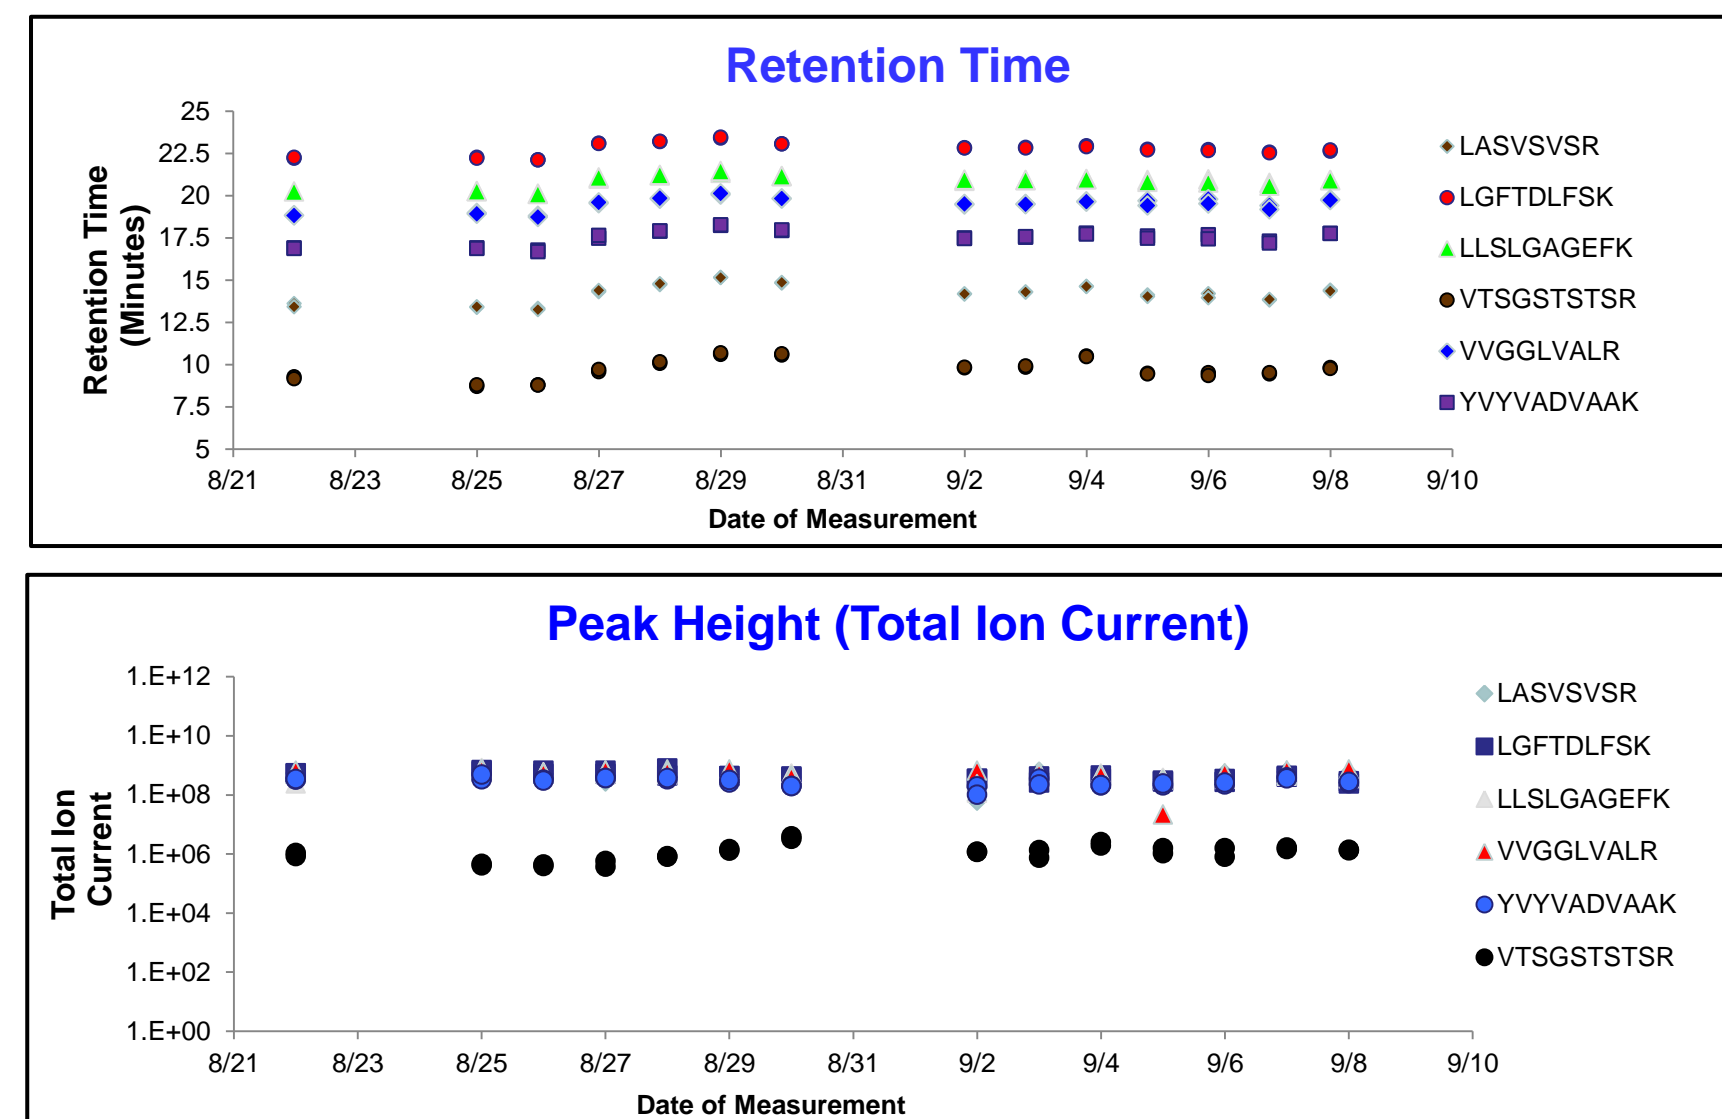 Retention Time
25
22.5
20
17.5
15
12.5
10
7.5
5
Retention Time
(Minutes)
8/21 8/23 8/25 8/27 8/29 8/31 9/2 9/4 9/6 9/8 9/10
Date of Measurement
LASVSVSR
LGFTDLFSK
LLSLGAGEFK
VTSGSTSTSR
VVGGLVALR
YVYVADVAAK
Peak Height (Total Ion Current)
1.E+12
1.E+10
1.E+08
1.E+06
1.E+04
1.E+02
1.E+00
Total Ion
Current
8/21 8/23 8/25 8/27 8/29 8/31 9/2 9/4 9/6 9/8 9/10
Date of Measurement
LASVSVSR
LGFTDLFSK
LLSLGAGEFK
VVGGLVALR
YVYVADVAAK
VTSGSTSTSR